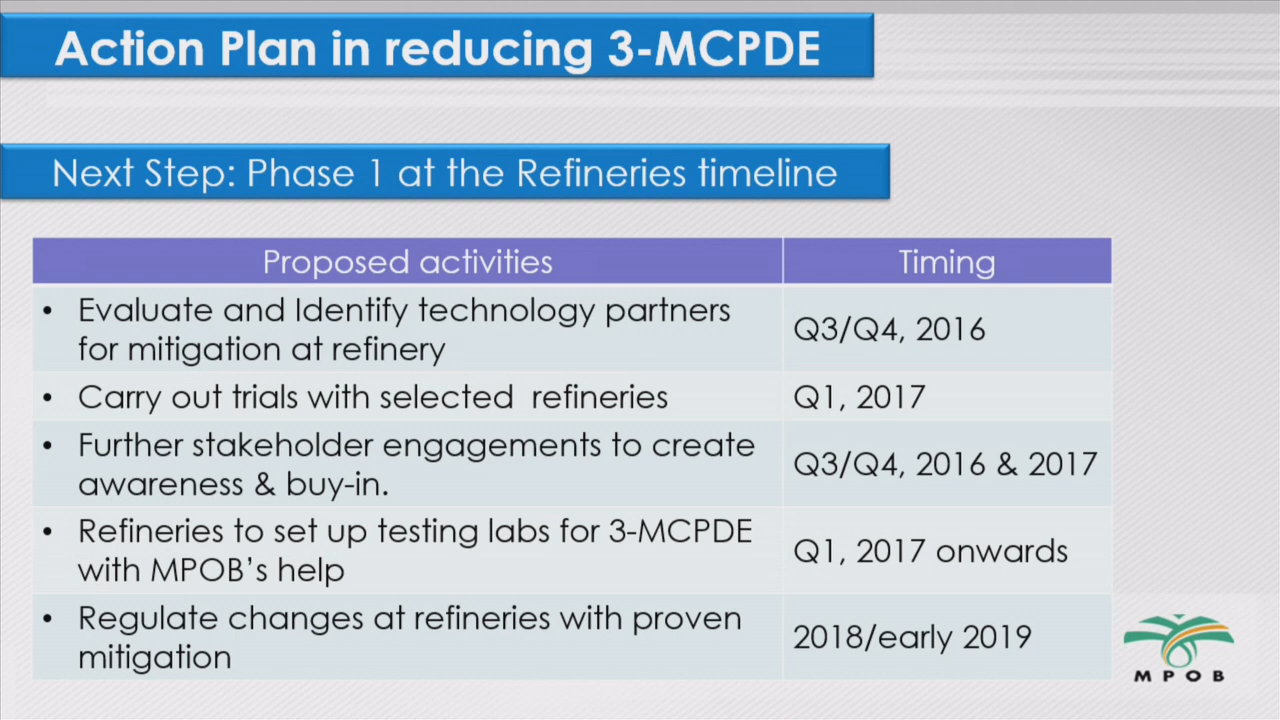 Action Plan in reducing 3-MCPDE
Next Step: Phase 1 at the Refineries timeline
Proposed activities
Timing
• Evaluate and Identify technology partners
for mitigation at refinery
Q3/Q4, 2016
• Carry out trials with selected refineries
Q1, 2017
• Further stakeholder engagements to create
awareness & buy-in.
Q3/Q4, 2016 & 2017
• Refineries to set up testing labs for 3-MCPDE
with MPOB's help
Q1, 2017 onwards
• Regulate changes at refineries with proven
mitigation
2018/early 2019
MPOB